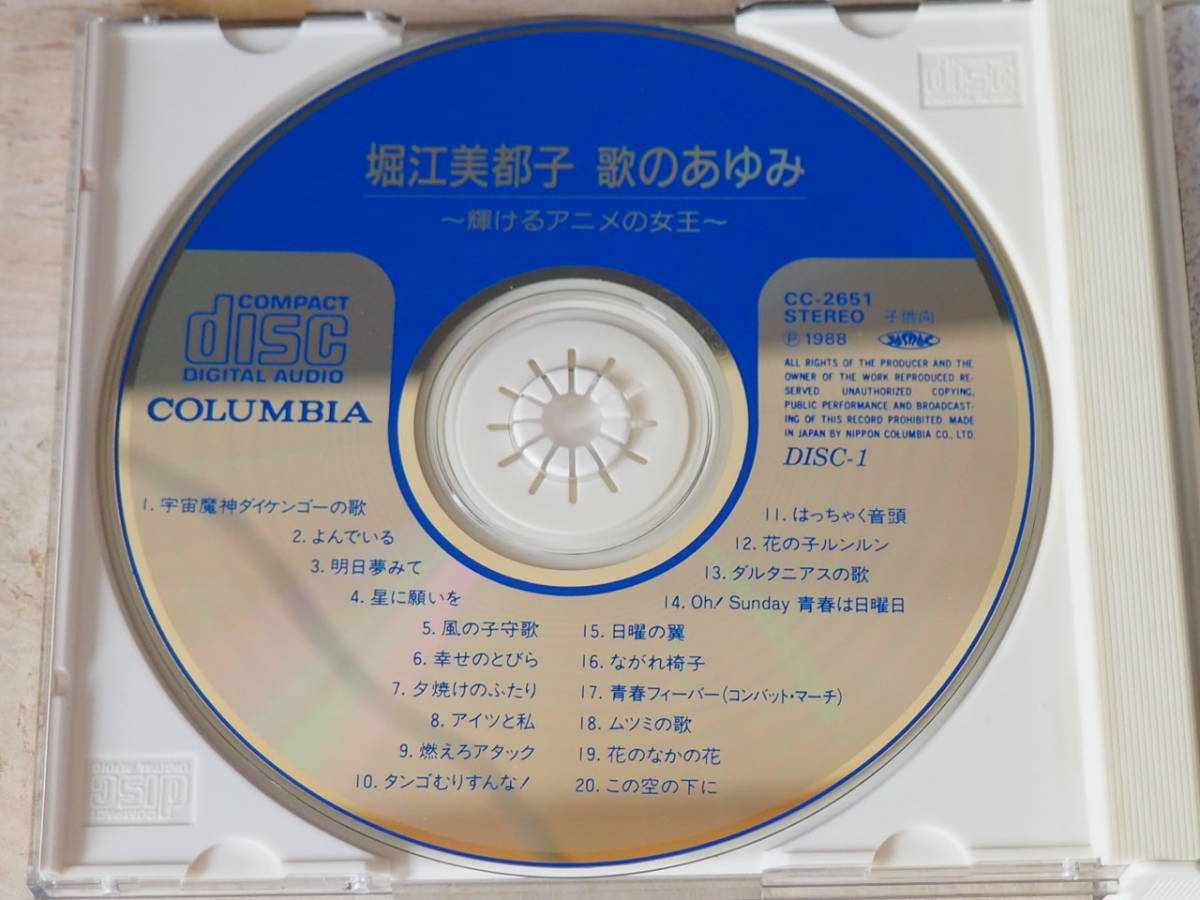 堀江美都子 歌のあゆみ
～輝けるアニメの女王～
COMPACT
disc
DIGITAL AUDIO
COLUMBIA
CC-2651
STEREO 子供向
Ⓟ1988 JASRAC
ALL RIGHTS OF THE PRODUCER AND THE
OWNER OF THE WORK REPRODUCED RE-
SERVED. UNAUTHORIZED COPYING,
PUBLIC PERFORMANCE AND BROADCAST-
ING OF THIS RECORD PROHIBITED. MADE
IN JAPAN BY NIPPON COLUMBIA CO., LTD.
DISC-1
1. 宇宙魔神ダイケンゴーの歌
2. よんでいる
3. 明日夢みて
4. 星に願いを
5. 風の子守歌
6. 幸せのとびら
7. 夕焼けのふたり
8. アイツと私
9. 燃えろアタック
10. タンゴむりすんな!
11. はっちゃく音頭
12. 花の子ルンルン
13. ダルタニアスの歌
14. Oh! Sunday 青春は日曜日
15. 日曜の翼
16. ながれ椅子
17. 青春フィーバー(コンバット・マーチ)
18. ムツミの歌
19. 花のなかの花
20. この空の下に
disc
COMPACT
disc
DIGITAL AUDIO